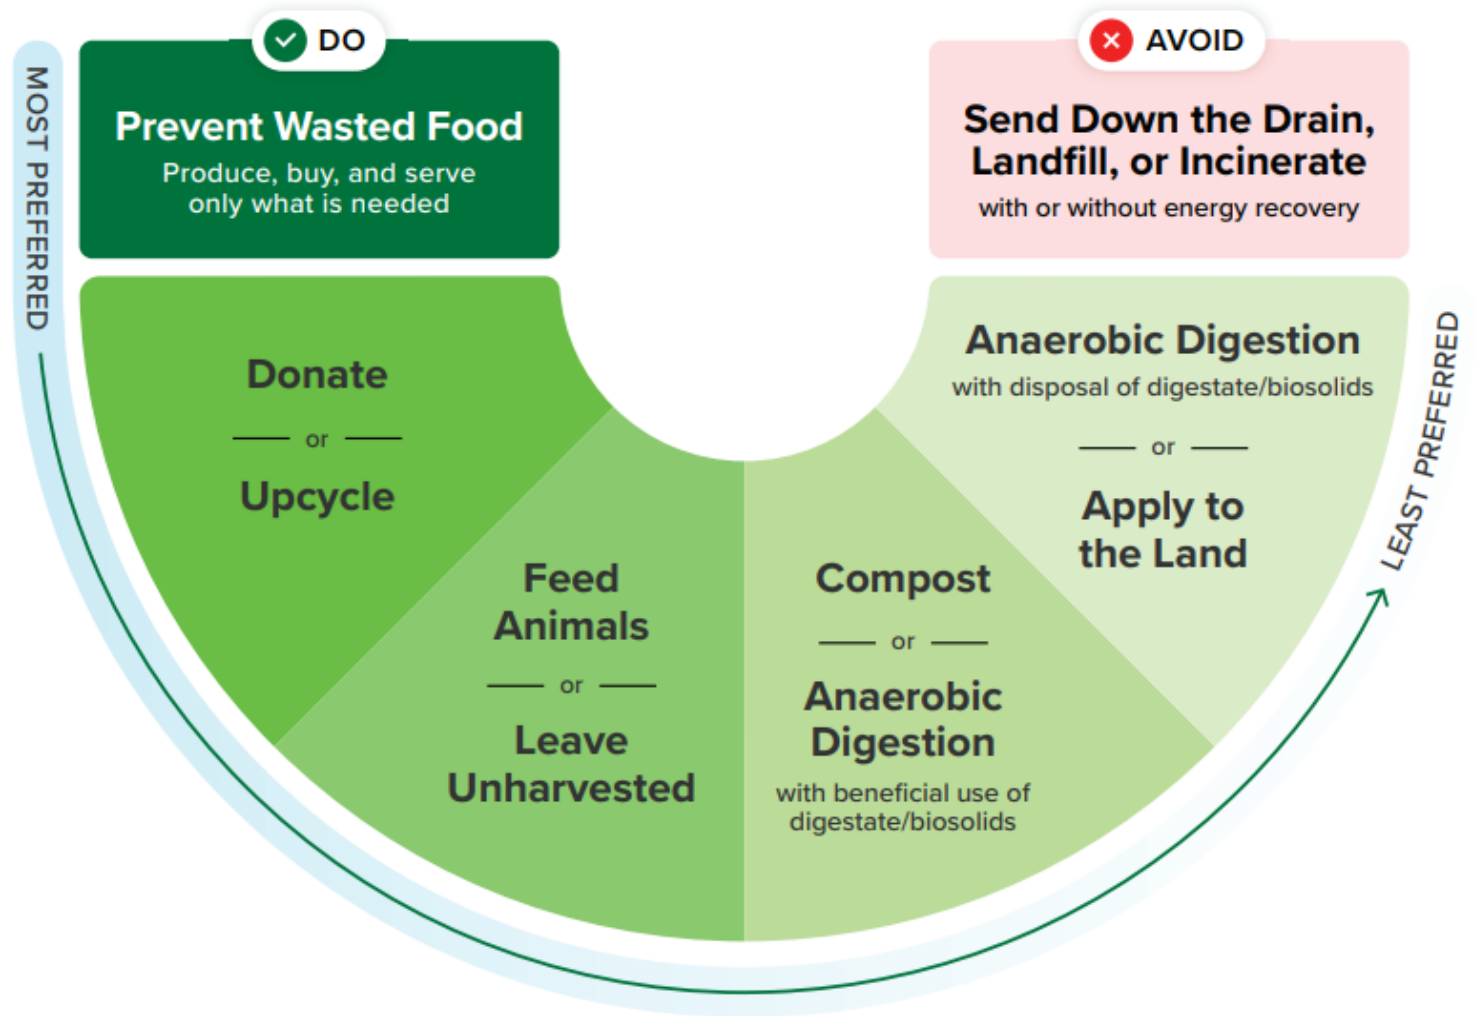 DO
Prevent Wasted Food
Produce, buy, and serve
only what is needed
AVOID
Send Down the Drain,
Landfill, or Incinerate
with or without energy recovery
MOST PREFERRED
Donate
or
Upcycle
Feed
Animals
or
Leave
Unharvested
Compost
or
Anaerobic
Digestion
with beneficial use of
digestate/biosolids
Anaerobic Digestion
with disposal of digestate/biosolids
or
Apply to
the Land
LEAST PREFERRED